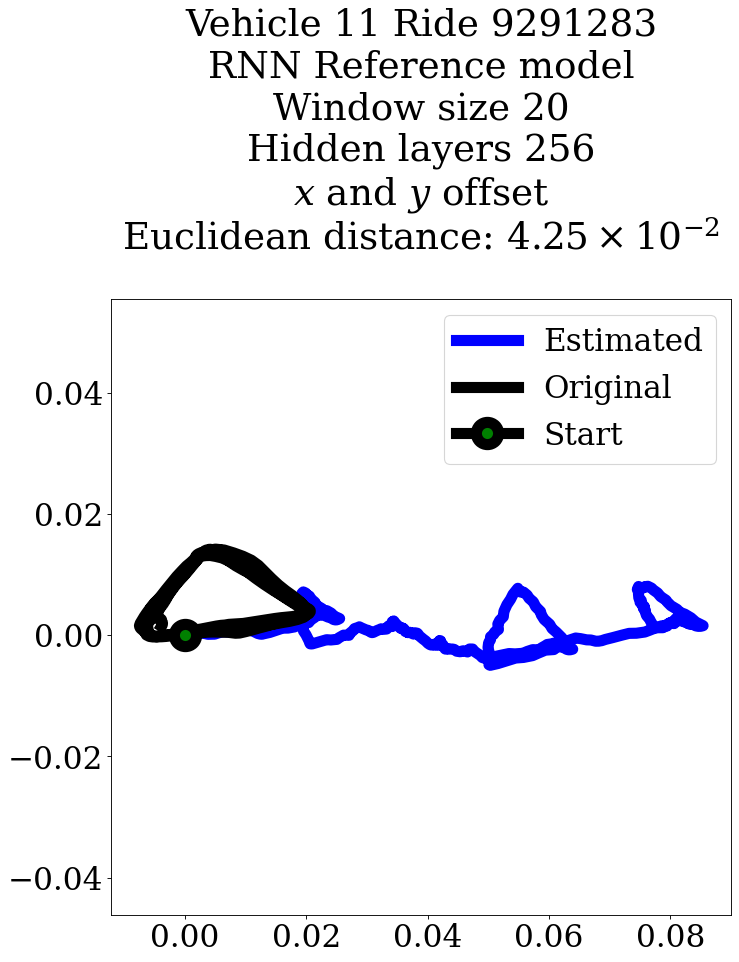 Vehicle 11 Ride 9291283
RNN Reference model
Window size 20
Hidden layers 256
x and y offset
Euclidean distance: 4.25 × 10⁻²
Estimated
Original
Start
0.04
0.02
0.00
−0.02
−0.04
0.00 0.02 0.04 0.06 0.08